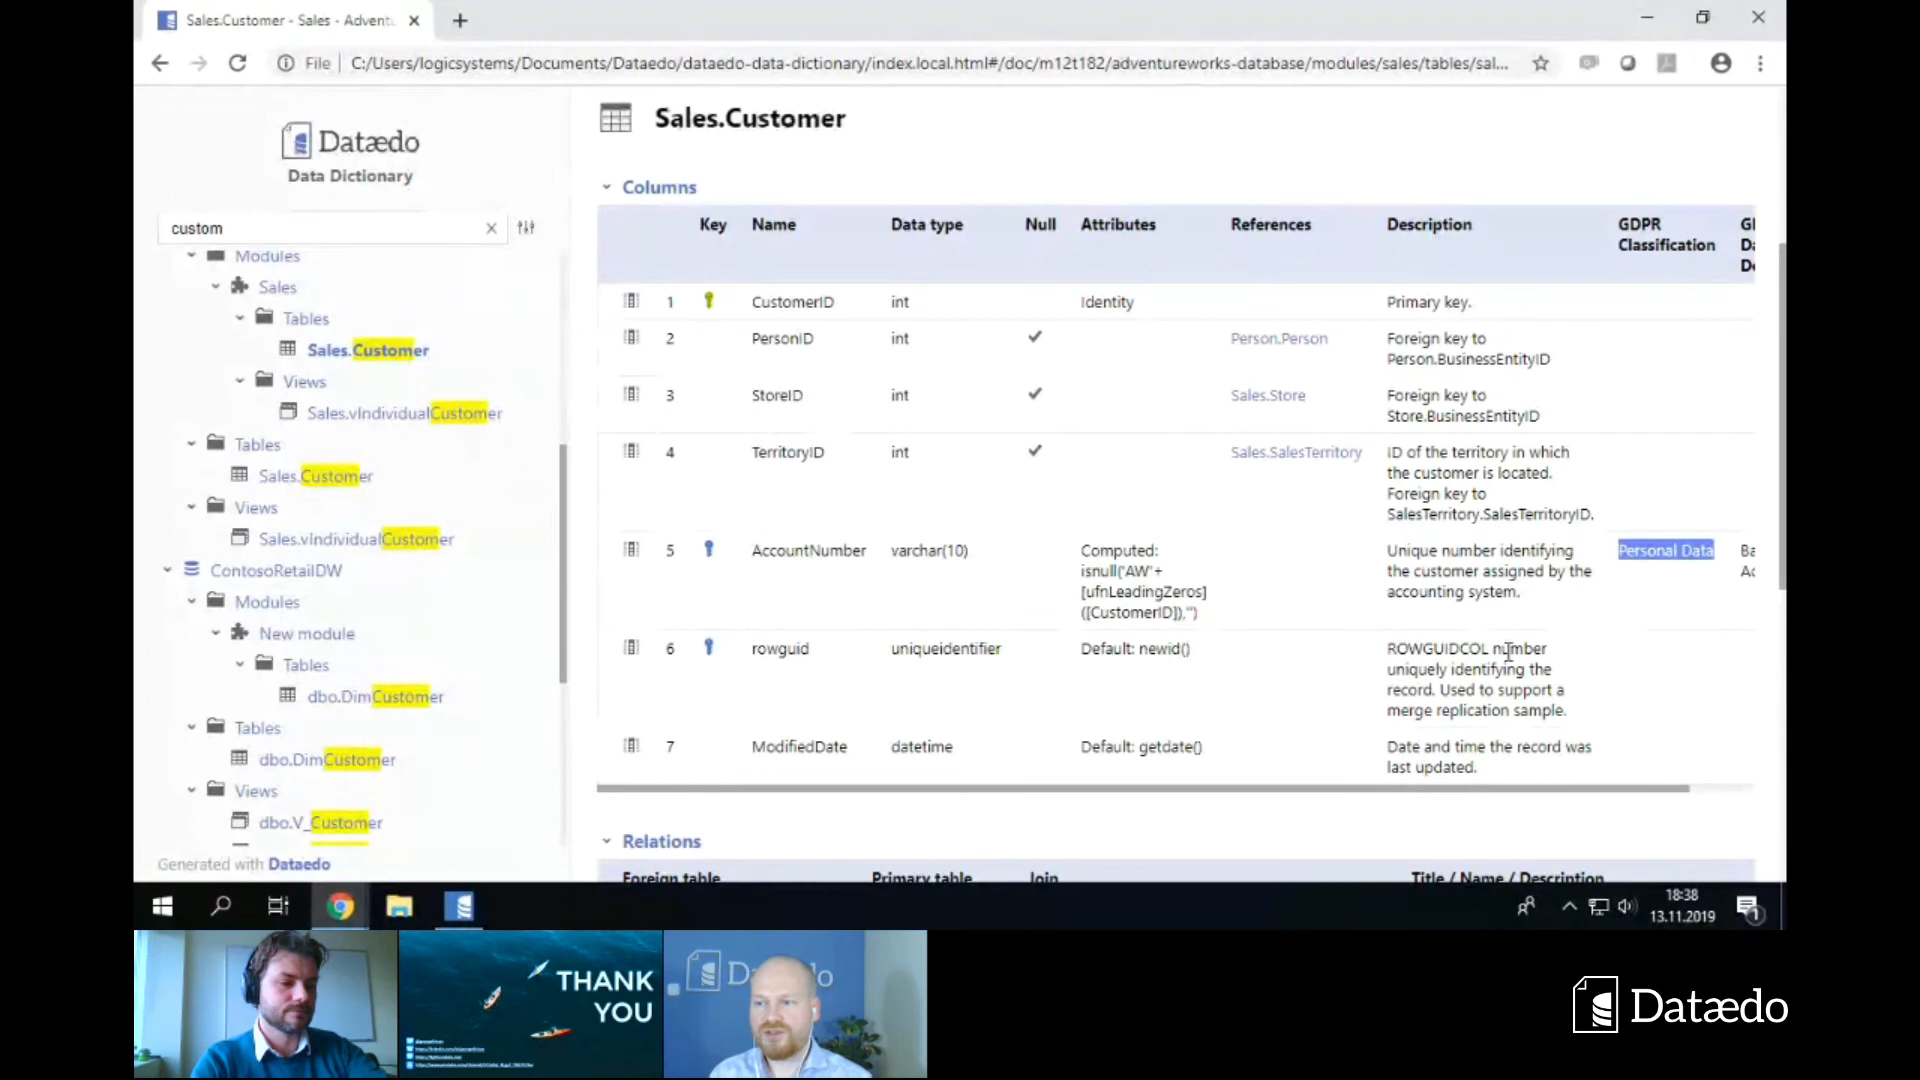 Sales.Customer - Sales - Advent
File
C:/Users/logicsystems/Documents/Dataedo/dataedo-data-dictionary/index.local.html#/doc/m12t182/adventureworks-database/modules/sales/tables/sal...
Dataedo
Data Dictionary
custom
Modules
Sales
Tables
Sales.Customer
Views
Sales.vIndividualCustomer
Tables
Sales.Customer
Views
Sales.vIndividualCustomer
ContosoRetailDW
Modules
New module
Tables
dbo.DimCustomer
Tables
dbo.DimCustomer
Views
dbo.V_Customer
Generated with Dataedo
Sales.Customer
Columns
Key Name Data type Null Attributes References Description GDPR Classification
1 CustomerID int Identity Primary key.
2 PersonID int Person.Person Foreign key to
Person.BusinessEntityID
3 StoreID int Sales.Store Foreign key to
Store.BusinessEntityID
4 TerritoryID int Sales.SalesTerritory ID of the territory in which
the customer is located.
Foreign key to
SalesTerritory.SalesTerritoryID.
5 AccountNumber varchar(10) Computed: Unique number identifying Personal Data Ba
isnull('AW'+ the customer assigned by the Ac
[ufnLeadingZeros] accounting system.
([CustomerID]),'')
6 rowguid uniqueidentifier Default: newid() ROWGUIDCOL number
uniquely identifying the
record. Used to support a
merge replication sample.
7 ModifiedDate datetime Default: getdate() Date and time the record was
last updated.
Relations
Foreign table Primary table Join Title / Name / Description
18:38
13.11.2019
1
THANK
YOU
Dataedo